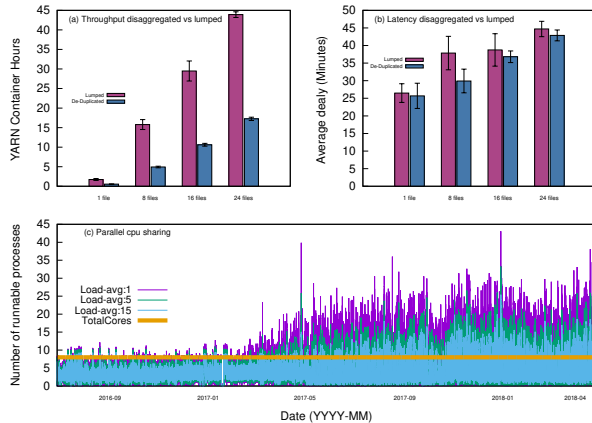 (a) Throughput disaggregated vs lumped
YARN Container Hours
45
40
35
30
25
20
15
10
5
0
Lumped
De-Duplicated
1 file
8 files
16 files
24 files
(b) Latency disaggregated vs lumped
Average dealy (Minutes)
50
45
40
35
30
25
20
15
10
5
0
Lumped
De-Duplicated
1 file
8 files
16 files
24 files
(c) Parallel cpu sharing
Number of runnable processes
45
40
35
30
25
20
15
10
5
0
Load-avg:1
Load-avg:5
Load-avg:15
TotalCores
2016-09
2017-01
2017-05
2017-09
2018-01
2018-04
Date (YYYY-MM)